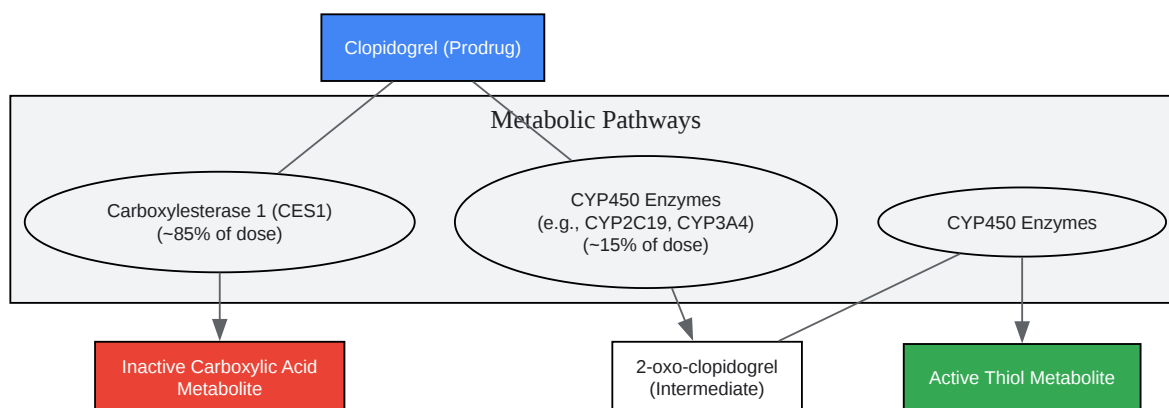 Clopidogrel (Prodrug)
Metabolic Pathways
Carboxylesterase 1 (CES1)
(~85% of dose)
CYP450 Enzymes
(e.g., CYP2C19, CYP3A4)
(~15% of dose)
CYP450 Enzymes
Inactive Carboxylic Acid
Metabolite
2-oxo-clopidogrel
(Intermediate)
Active Thiol Metabolite